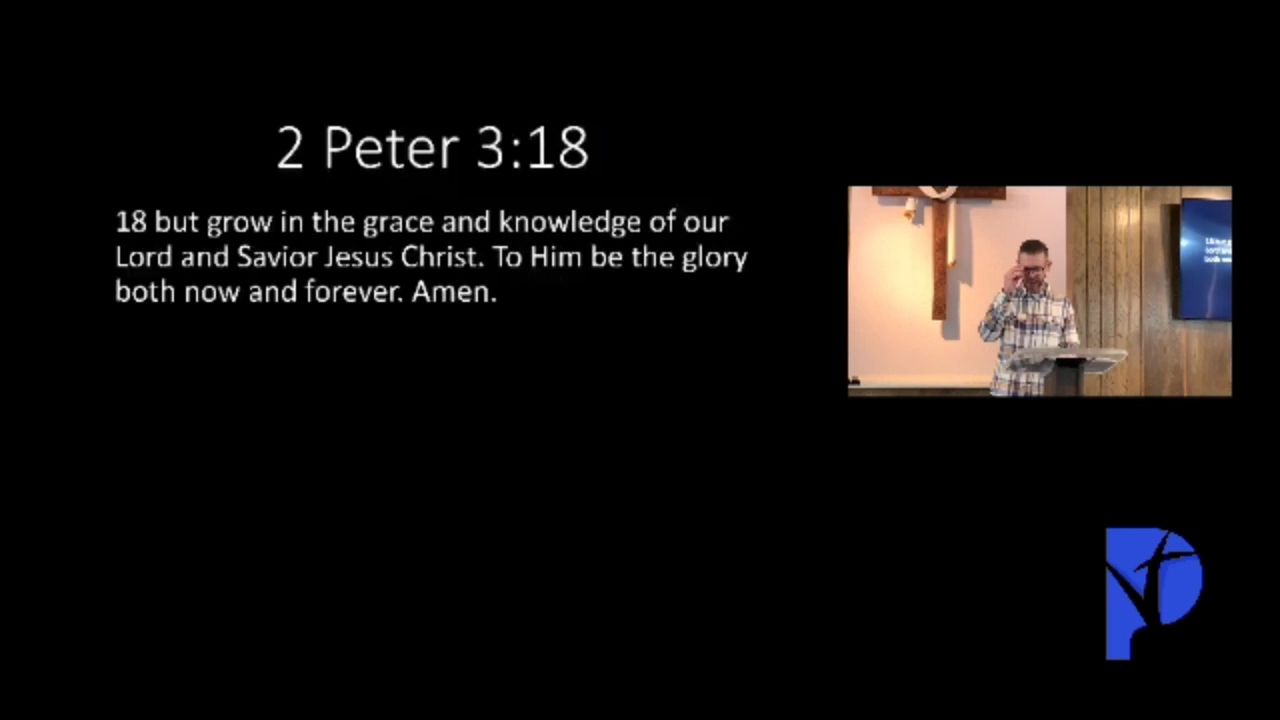 2 Peter 3:18
18 but grow in the grace and knowledge of our
Lord and Savior Jesus Christ. To Him be the glory
both now and forever. Amen.